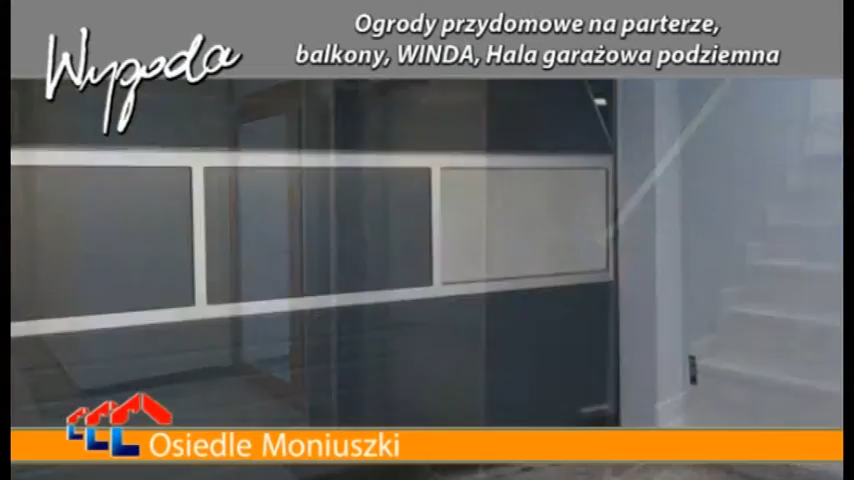 Wygoda
Ogrody przydomowe na parterze,
balkony, WINDA, Hala garażowa podziemna
Osiedle Moniuszki